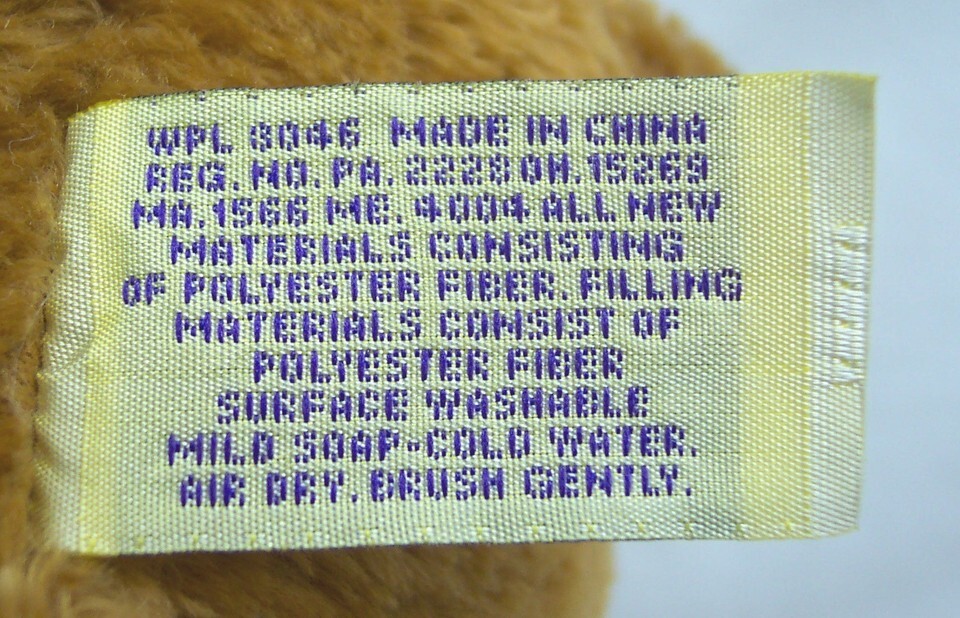 WPL 8046 MADE IN CHINA
REG. NO. PA. 2228 OH. 15269
MA. 1566 ME. 4004 ALL NEW
MATERIALS CONSISTING
OF POLYESTER FIBER. FILLING
MATERIALS CONSIST OF
POLYESTER FIBER
SURFACE WASHABLE
MILD SOAP-COLD WATER.
AIR DRY. BRUSH GENTLY.